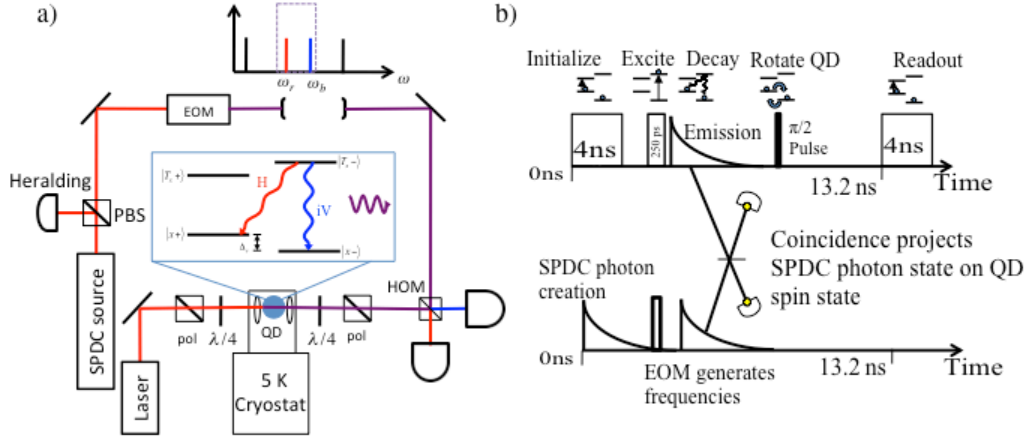 a)
ω
ω_r
ω_b
EOM
Heralding
PBS
|T_x+⟩
|T_x−⟩
H
iV
|x+⟩
|x−⟩
SPDC source
Laser
pol
λ/4
QD
λ/4
pol
HOM
5 K
Cryostat
b)
Initialize
Excite
Decay
Rotate QD
Readout
4ns
250 ps
Emission
π/2
Pulse
4ns
0ns
13.2 ns
Time
Coincidence projects
SPDC photon state on QD
spin state
SPDC photon
creation
0ns
13.2 ns
Time
EOM generates
frequencies